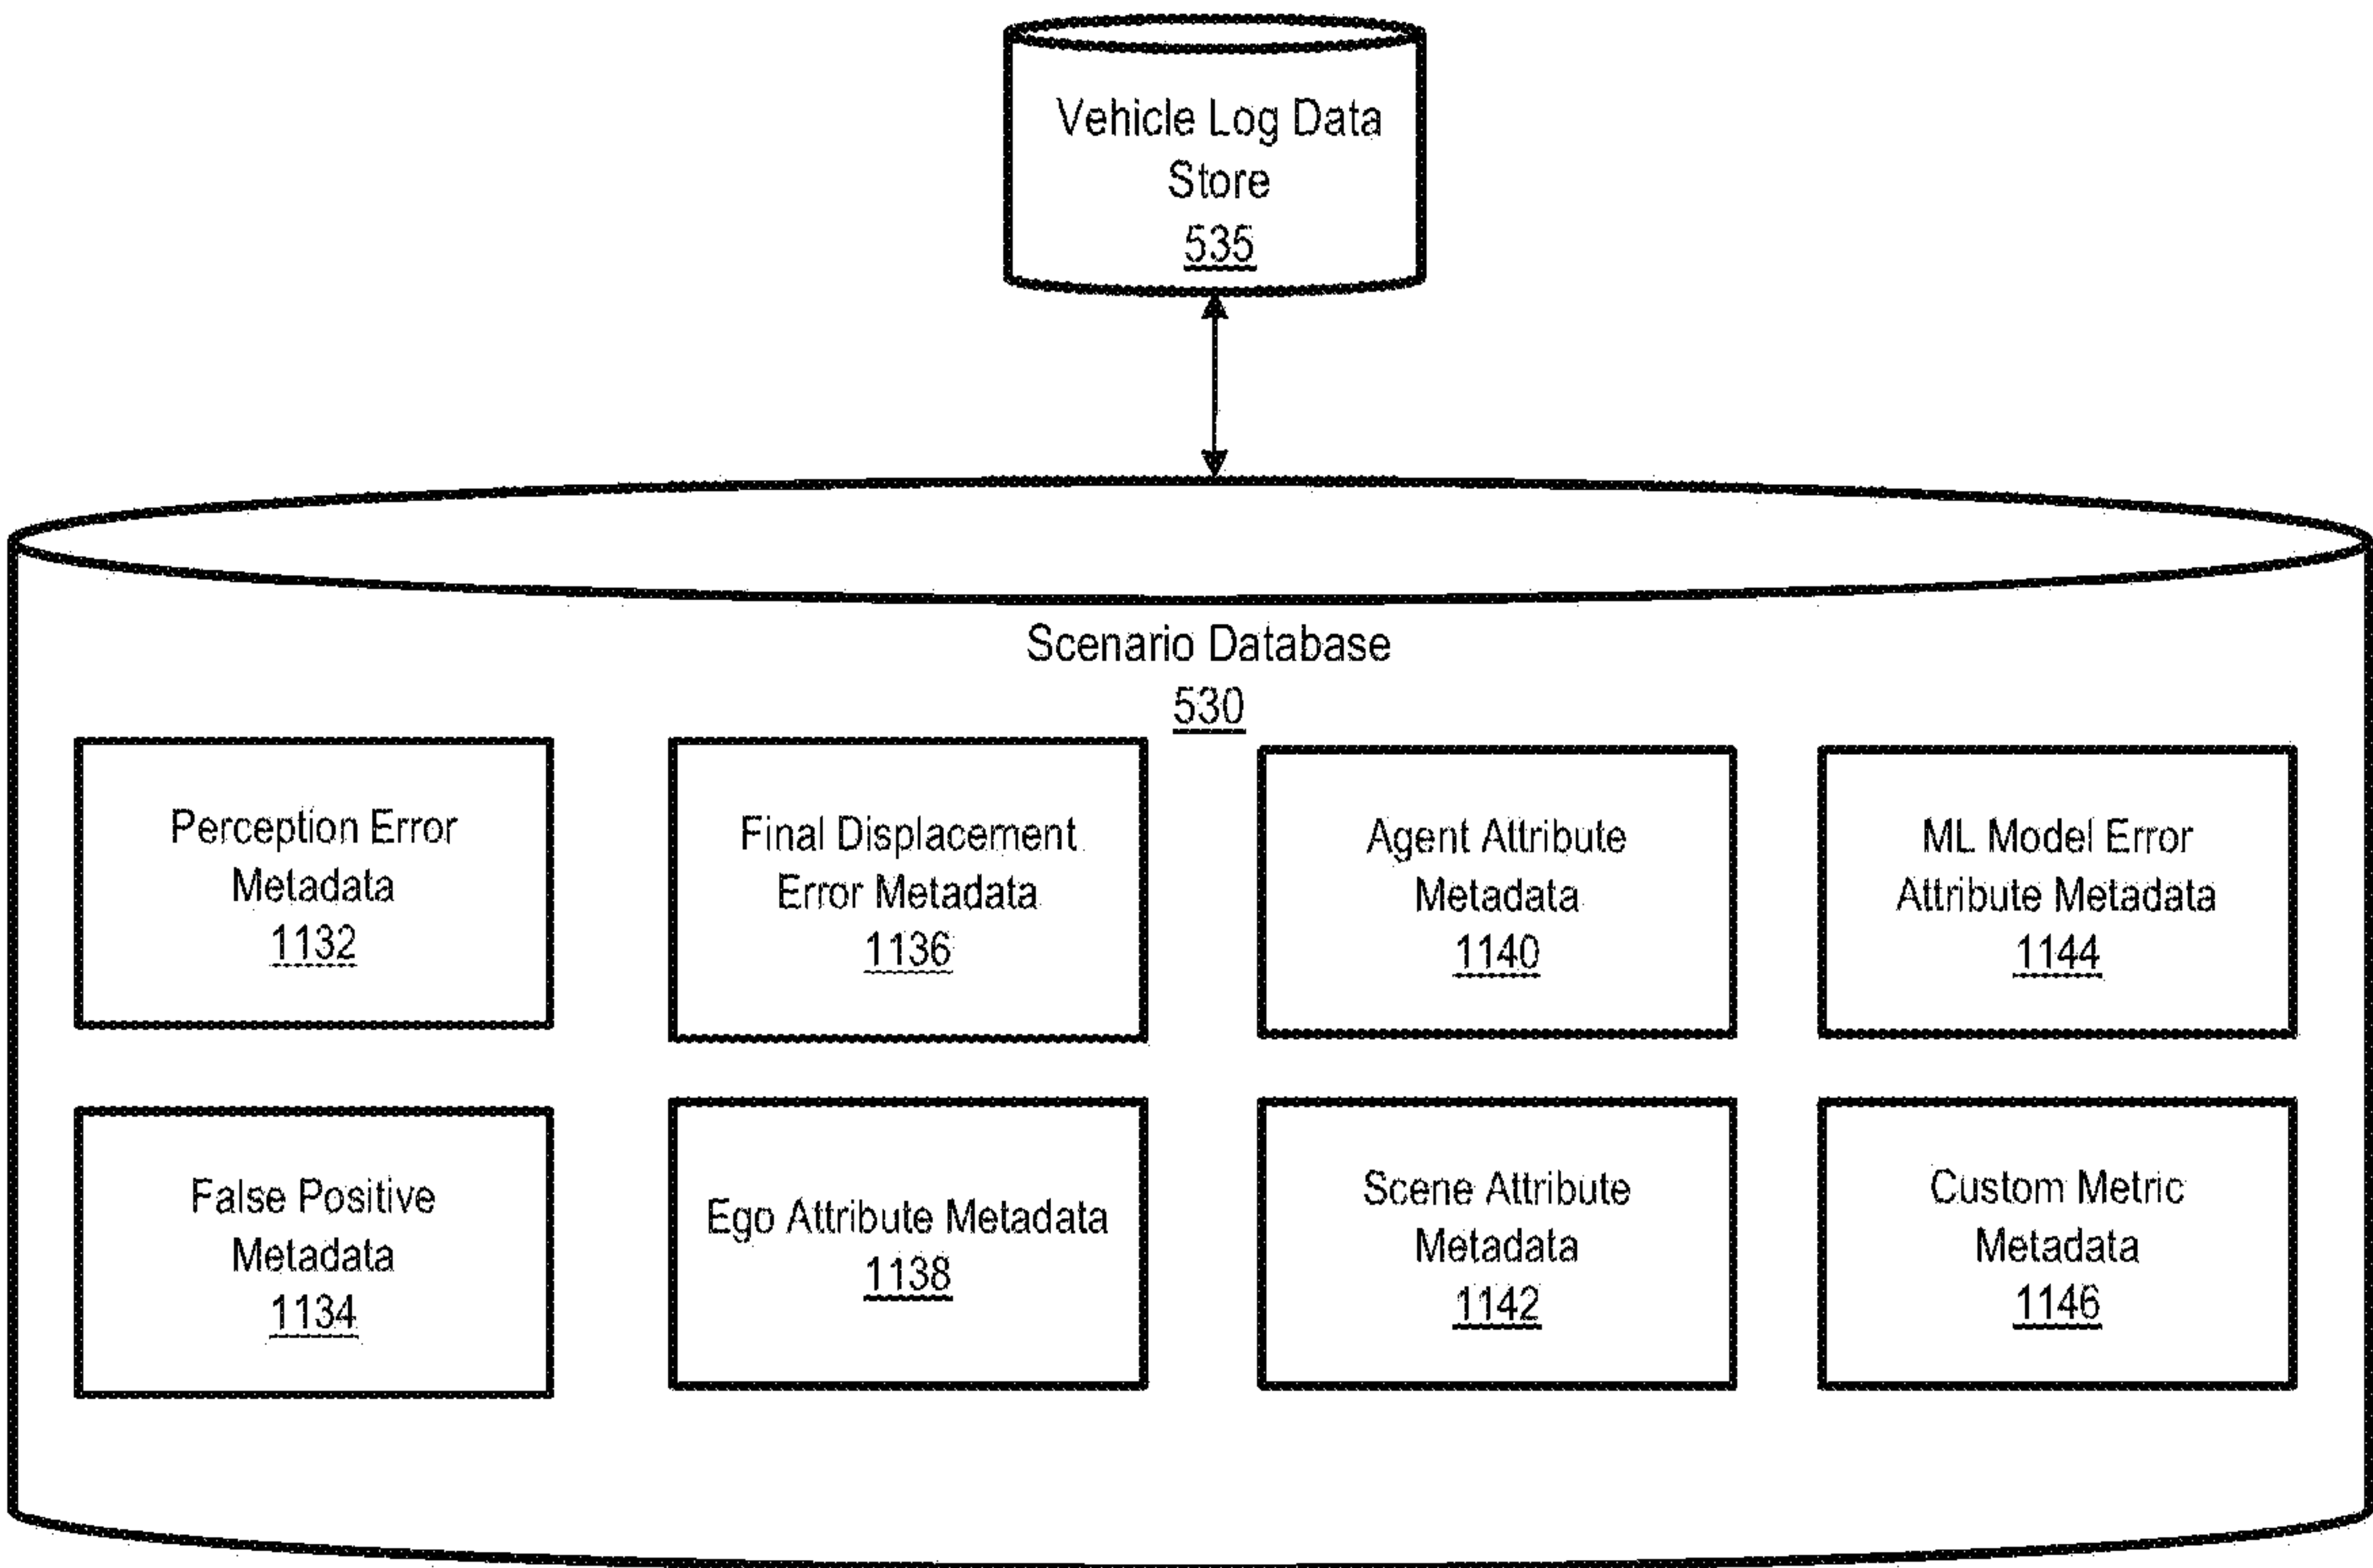 Vehicle Log Data
Store
535
Scenario Database
530
Perception Error
Metadata
1132
Final Displacement
Error Metadata
1136
Agent Attribute
Metadata
1140
ML Model Error
Attribute Metadata
1144
False Positive
Metadata
1134
Ego Attribute Metadata
1138
Scene Attribute
Metadata
1142
Custom Metric
Metadata
1146